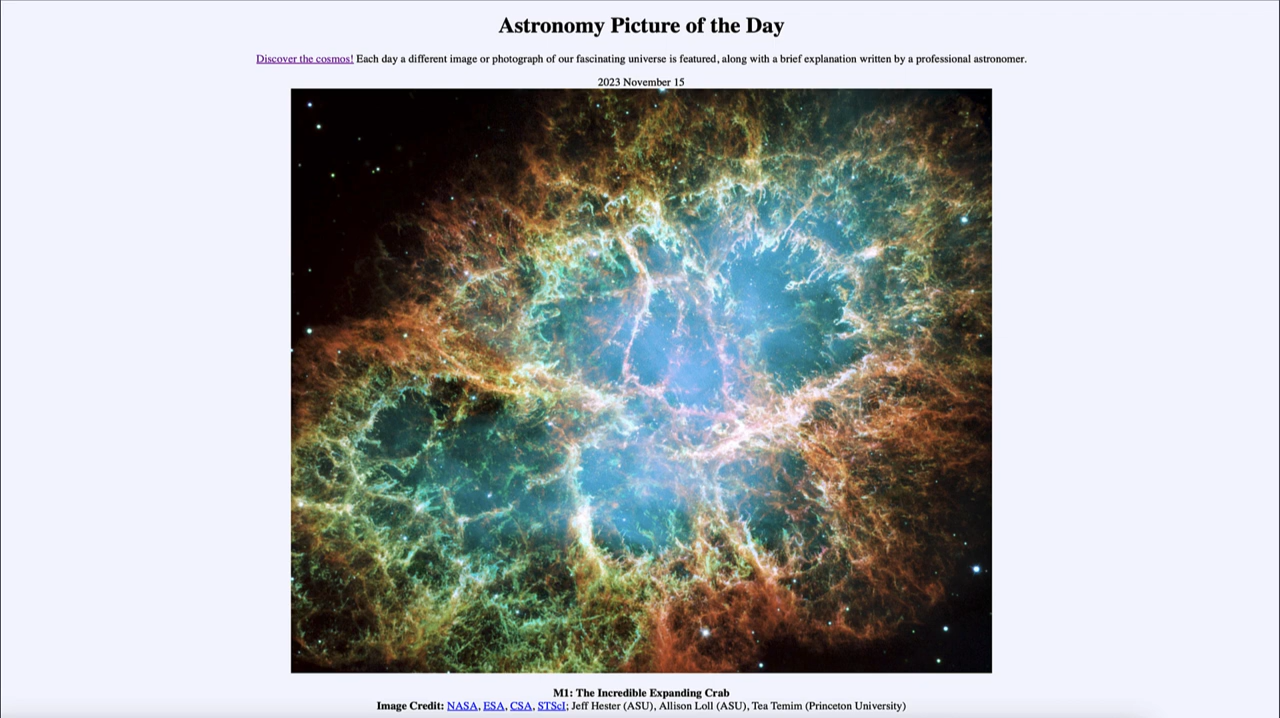 Astronomy Picture of the Day
Discover the cosmos! Each day a different image or photograph of our fascinating universe is featured, along with a brief explanation written by a professional astronomer.
2023 November 15
M1: The Incredible Expanding Crab
Image Credit: NASA, ESA, CSA, STScI; Jeff Hester (ASU), Allison Loll (ASU), Tea Temim (Princeton University)